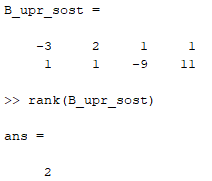 B_upr_sost =
-3 2 1 1
1 1 -9 11
>> rank(B_upr_sost)
ans =
2